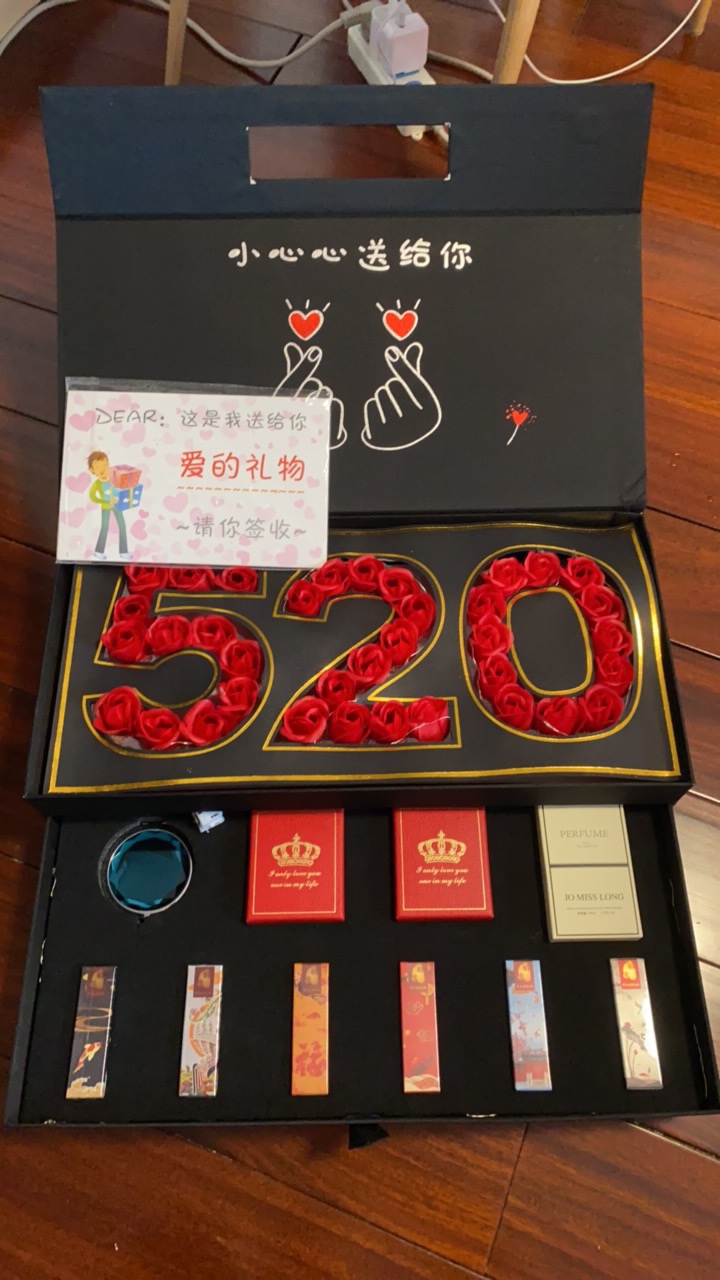 小心心送给你
DEAR: 这是我送给你
爱的礼物
~请你签收~
520
I only love you
one in my life
I only love you
one in my life
PERFUME
JO MISS LONG
福